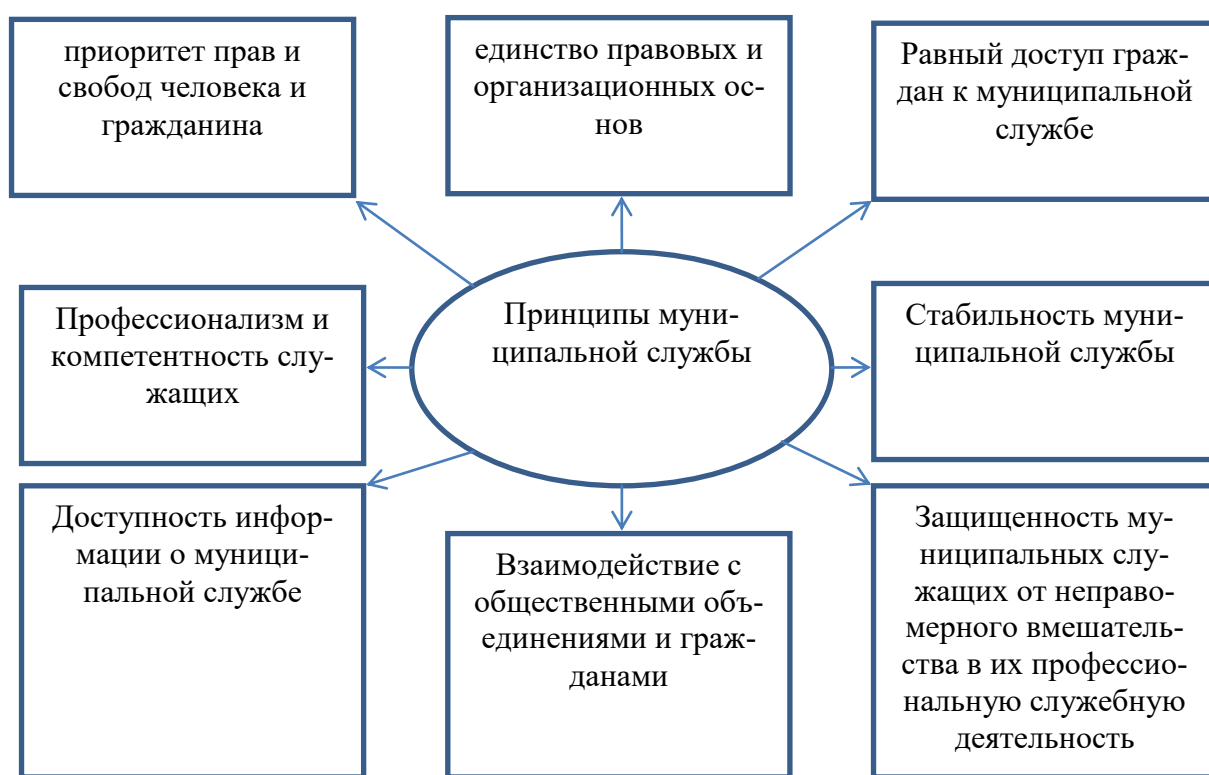 приоритет прав и
свобод человека и
гражданина
единство правовых и
организационных ос-
нов
Равный доступ граж-
дан к муниципальной
службе
Профессионализм и
компетентность слу-
жащих
Принципы муни-
ципальной службы
Стабильность муни-
ципальной службы
Доступность инфор-
мации о муници-
пальной службе
Взаимодействие с
общественными объ-
единениями и граж-
данами
Защищенность му-
ниципальных слу-
жащих от неправо-
мерного вмешатель-
ства в их профессио-
нальную служебную
деятельность